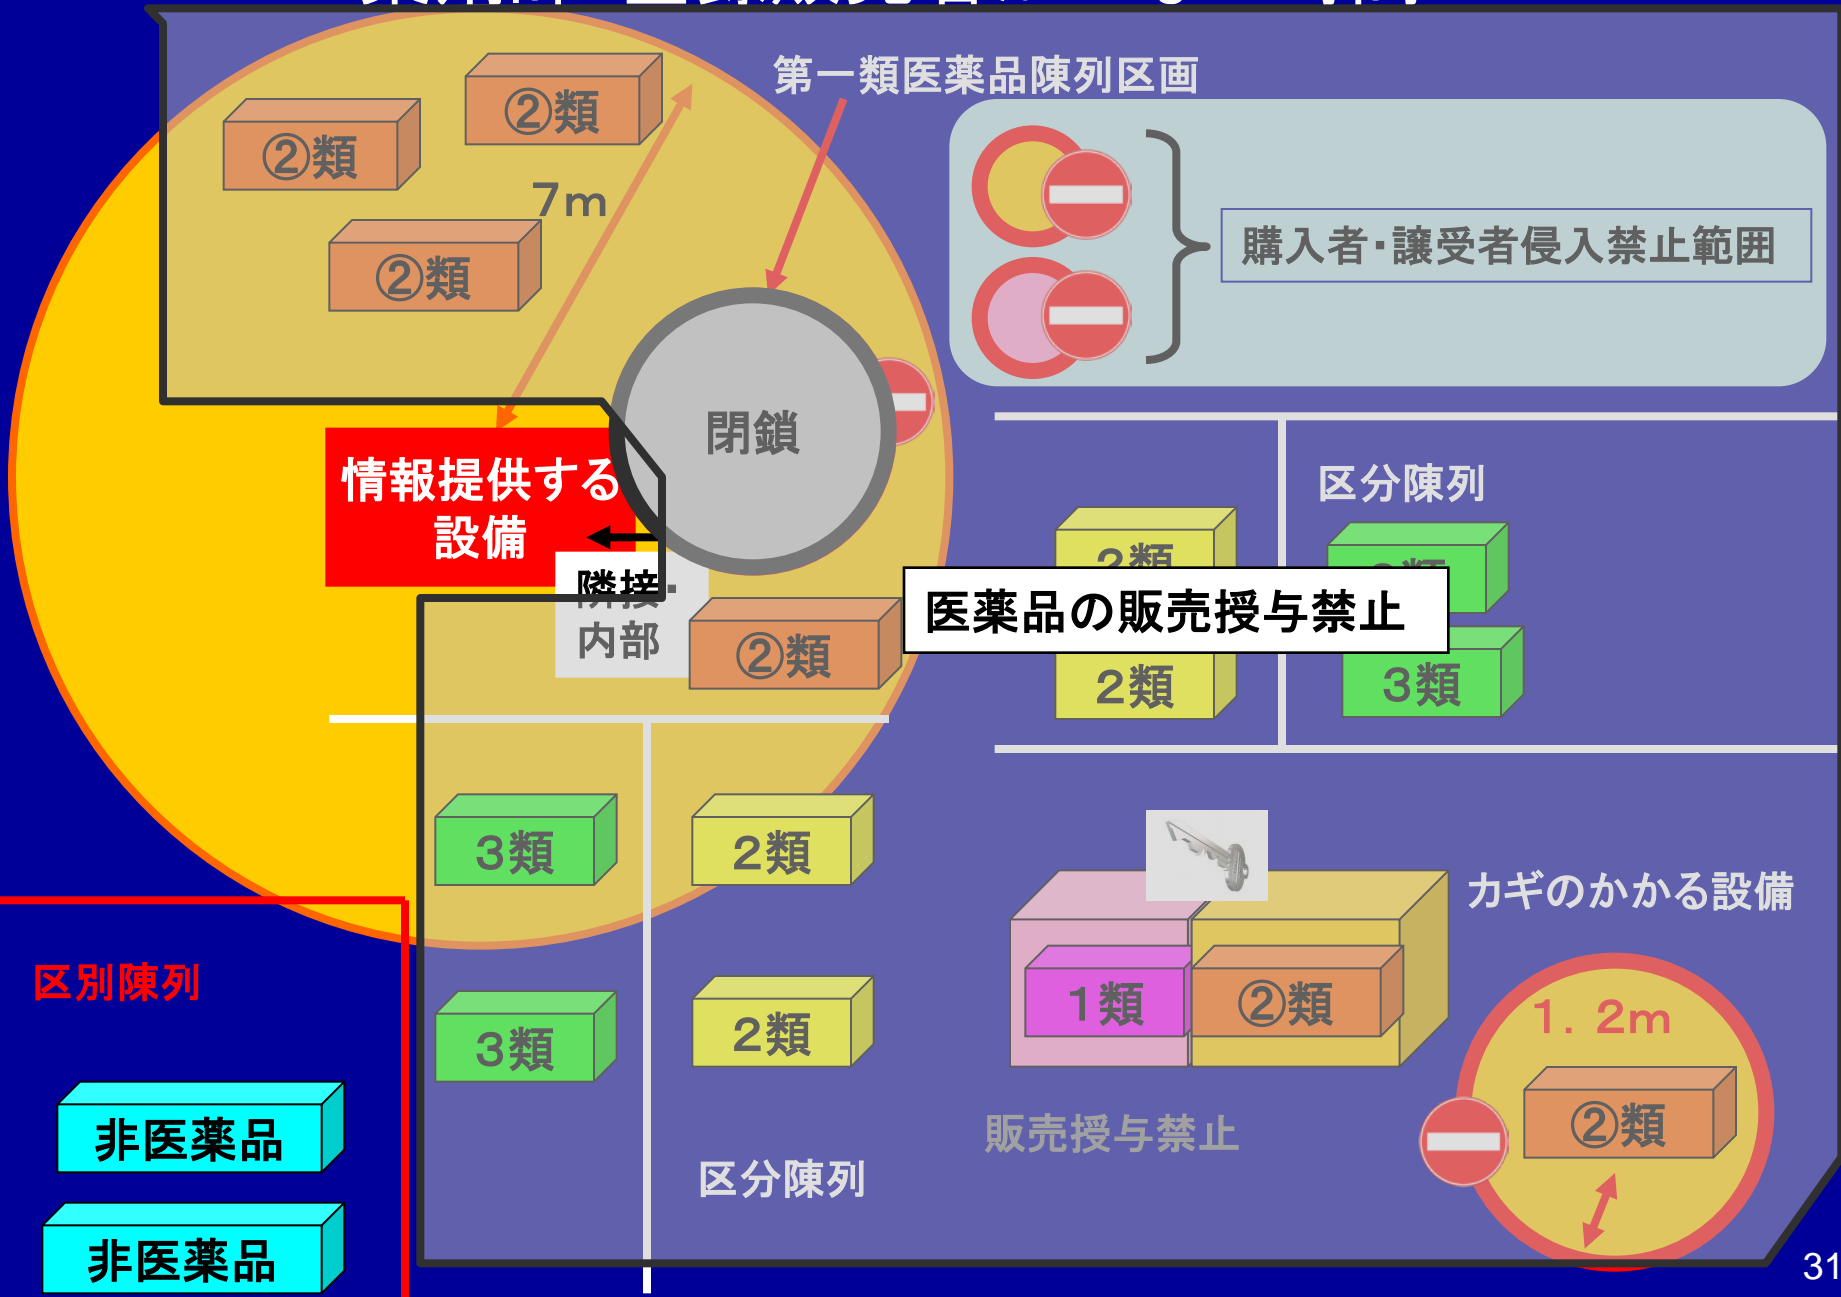 第一類医薬品陳列区画
②類
②類
7m
②類
購入者・譲受者侵入禁止範囲
閉鎖
情報提供する
設備
区分陳列
隣接・
内部
2類
医薬品の販売授与禁止
②類
2類
3類
3類
2類
カギのかかる設備
区別陳列
3類
2類
1類
②類
1. 2m
非医薬品
販売授与禁止
②類
区分陳列
非医薬品
31